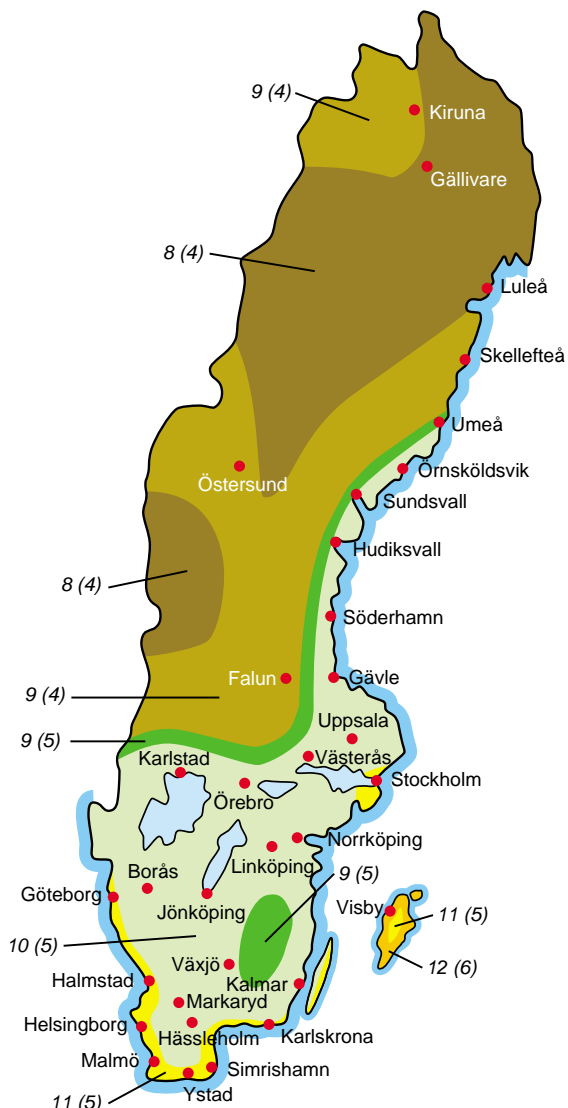 9 (4)
Kiruna
Gällivare
8 (4)
Luleå
Skellefteå
Umeå
Örnsköldsvik
Östersund
Sundsvall
Hudiksvall
8 (4)
Söderhamn
Falun
Gävle
9 (4)
Uppsala
9 (5)
Karlstad
Västerås
Stockholm
Örebro
Norrköping
Linköping
9 (5)
Borås
Göteborg
Jönköping
Visby
11 (5)
10 (5)
Växjö
12 (6)
Halmstad
Kalmar
Markaryd
Helsingborg
Hässleholm
Karlskrona
Malmö
Simrishamn
Ystad
11 (5)